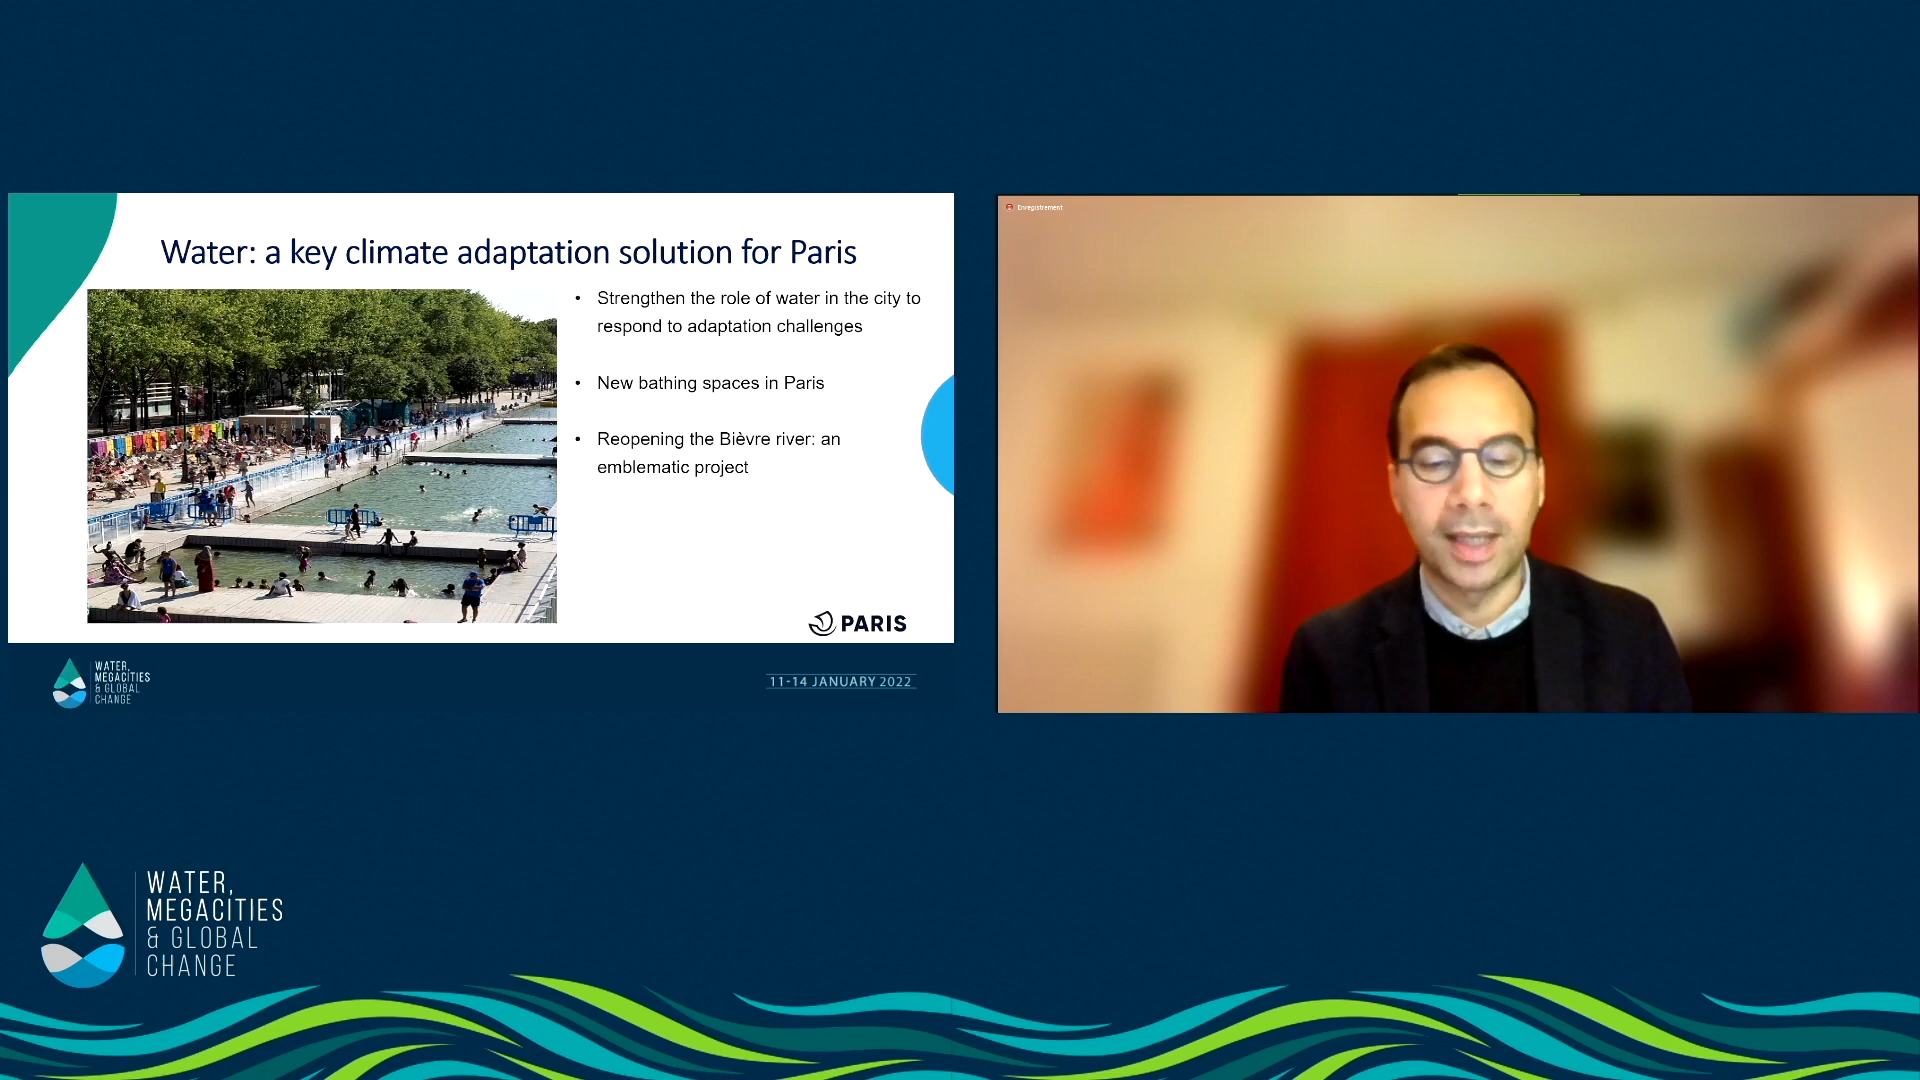 Water: a key climate adaptation solution for Paris
• Strengthen the role of water in the city to
respond to adaptation challenges
• New bathing spaces in Paris
• Reopening the Bièvre river: an
emblematic project
PARIS
WATER,
MEGACITIES
& GLOBAL
CHANGE
11-14 JANUARY 2022
Enregistrement
WATER,
MEGACITIES
& GLOBAL
CHANGE